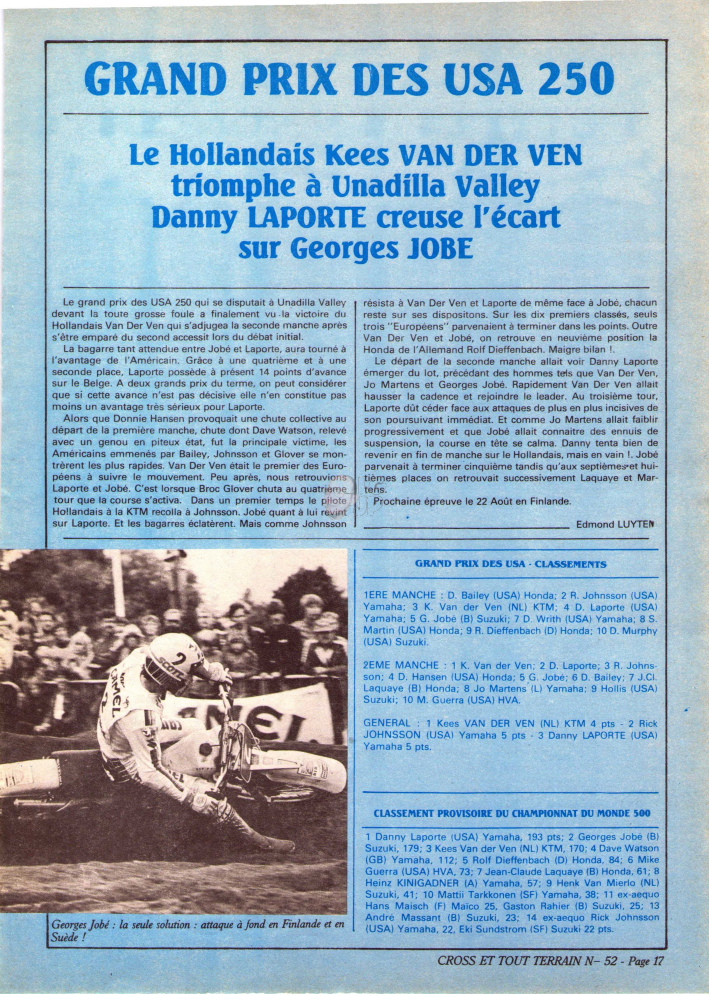 GRAND PRIX DES USA 250
Le Hollandais Kees VAN DER VEN
triomphe à Unadilla Valley
Danny LAPORTE creuse l'écart
sur Georges JOBE
Le grand prix des USA 250 qui se disputait à Unadilla Valley
devant la toute grosse foule a finalement vu la victoire du
Hollandais Van Der Ven qui s'adjugea la seconde manche après
s'être emparé du second accessit lors du débat initial.
La bagarre tant attendue entre Jobé et Laporte, aura tourné à
l'avantage de l'Américain. Grâce à une quatrième et à une
seconde place, Laporte possède à présent 14 points d'avance
sur le Belge. A deux grands prix du terme, on peut considérer
que si cette avance n'est pas décisive elle n'en constitue pas
moins un avantage très sérieux pour Laporte.
Alors que Donnie Hansen provoquait une chute collective au
départ de la première manche, chute dont Dave Watson, relevé
avec un genou en piteux état, fut la principale victime, les
Américains emmenés par Bailey, Johnsson et Glover se mon-
trèrent les plus rapides. Van Der Ven était le premier des Euro-
péens à suivre le mouvement. Peu après, nous retrouvions
Laporte et Jobé. C'est lorsque Broc Glover chuta au quatrième
tour que la course s'activa. Dans un premier temps le pilote
Hollandais à la KTM recolla à Johnsson. Jobé quant à lui revint
sur Laporte. Et les bagarres éclatèrent. Mais comme Johnsson
résista à Van Der Ven et Laporte de même face à Jobé, chacun
reste sur ses dispositons. Sur les dix premiers classés, seuls
trois "Européens" parvenaient à terminer dans les points. Outre
Van Der Ven et Jobé, on retrouve en neuvième position la
Honda de l'Allemand Rolf Dieffenbach. Maigre bilan !.
Le départ de la seconde manche allait voir Danny Laporte
émerger du lot, précédant des hommes tels que Van Der Ven,
Jo Martens et Georges Jobé. Rapidement Van Der Ven allait
hausser la cadence et rejoindre le leader. Au troisième tour,
Laporte dût céder face aux attaques de plus en plus incisives de
son poursuivant immédiat. Et comme Jo Martens allait faiblir
progressivement et que Jobé allait connaitre des ennuis de
suspension, la course en tête se calma. Danny tenta bien de
revenir en fin de manche sur le Hollandais, mais en vain !. Jobé
parvenait à terminer cinquième tandis qu'aux septièmes et hui-
tièmes places on retrouvait successivement Laquaye et Mar-
tens.
Prochaine épreuve le 22 Août en Finlande.
Edmond LUYTEN
GRAND PRIX DES USA - CLASSEMENTS
1ERE MANCHE : D. Bailey (USA) Honda; 2 R. Johnsson (USA)
Yamaha; 3 K. Van der Ven (NL) KTM; 4 D. Laporte (USA)
Yamaha; 5 G. Jobé (B) Suzuki; 7 D. Writh (USA) Yamaha; 8 S.
Martin (USA) Honda; 9 R. Dieffenbach (D) Honda; 10 D. Murphy
(USA) Suzuki.
2EME MANCHE : 1 K. Van der Ven; 2 D. Laporte; 3 R. Johns-
son; 4 D. Hansen (USA) Honda; 5 G. Jobé; 6 D. Bailey; 7 J.Cl.
Laquaye (B) Honda; 8 Jo Martens (L) Yamaha; 9 Hollis (USA)
Suzuki; 10 M. Guerra (USA) HVA.
GENERAL : 1 Kees VAN DER VEN (NL) KTM 4 pts - 2 Rick
JOHNSSON (USA) Yamaha 5 pts - 3 Danny LAPORTE (USA)
Yamaha 5 pts.
CLASSEMENT PROVISOIRE DU CHAMPIONNAT DU MONDE 500
1 Danny Laporte (USA) Yamaha, 193 pts; 2 Georges Jobé (B)
Suzuki, 179; 3 Kees Van der Ven (NL) KTM, 170; 4 Dave Watson
(GB) Yamaha, 112; 5 Rolf Dieffenbach (D) Honda, 84; 6 Mike
Guerra (USA) HVA, 73; 7 Jean-Claude Laquaye (B) Honda, 61; 8
Heinz KINIGADNER (A) Yamaha, 57; 9 Henk Van Mierlo (NL)
Suzuki, 41; 10 Mattii Tarkkonen (SF) Yamaha, 38; 11 ex-aequo
Hans Maisch (F) Maico 25, Gaston Rahier (B) Suzuki, 25; 13
André Massant (B) Suzuki, 23; 14 ex-aequo Rick Johnsson
(USA) Yamaha, 22, Eki Sundstrom (SF) Suzuki 22 pts.
2
SCOTT
Georges Jobé : la seule solution : attaque à fond en Finlande et en
Suède !
CROSS ET TOUT TERRAIN N– 52 - Page 17